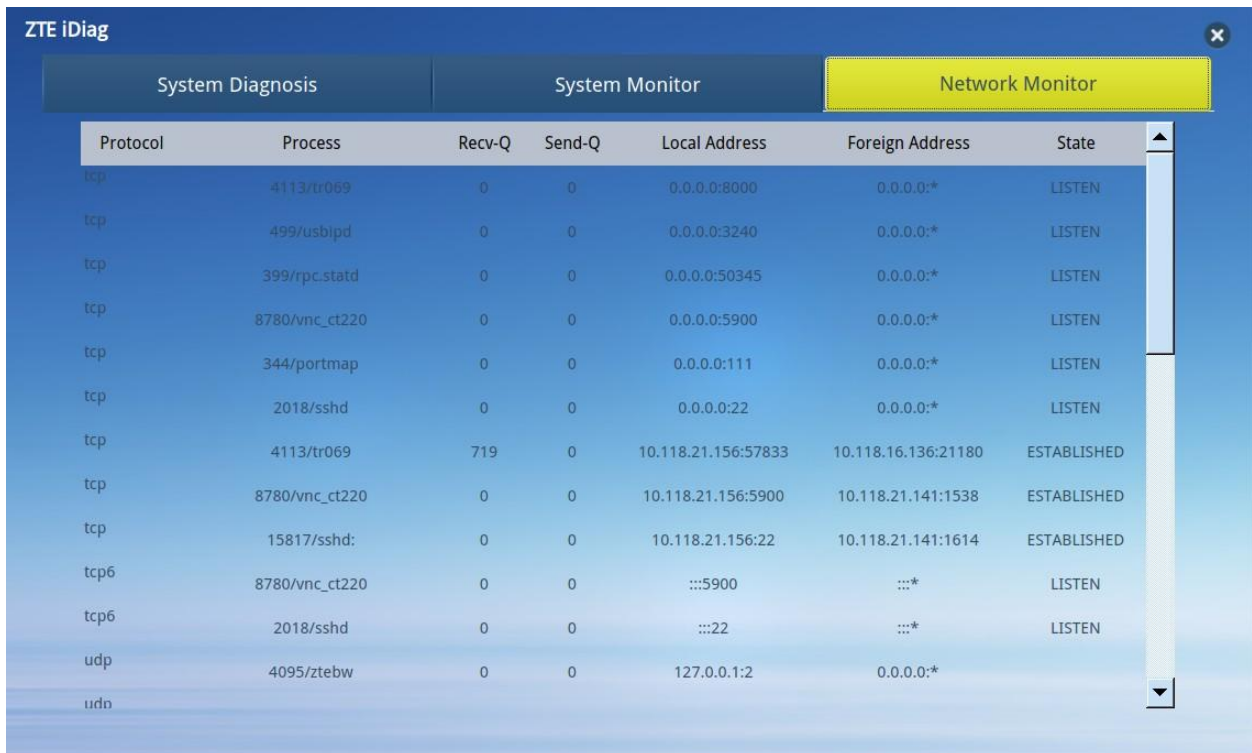 ZTE iDiag
System Diagnosis System Monitor Network Monitor
Protocol Process Recv-Q Send-Q Local Address Foreign Address State
tcp 4113/tr069 0 0 0.0.0.0:8000 0.0.0.0:* LISTEN
tcp 499/usbipd 0 0 0.0.0.0:3240 0.0.0.0:* LISTEN
tcp 399/rpc.statd 0 0 0.0.0.0:50345 0.0.0.0:* LISTEN
tcp 8780/vnc_ct220 0 0 0.0.0.0:5900 0.0.0.0:* LISTEN
tcp 344/portmap 0 0 0.0.0.0:111 0.0.0.0:* LISTEN
tcp 2018/sshd 0 0 0.0.0.0:22 0.0.0.0:* LISTEN
tcp 4113/tr069 719 0 10.118.21.156:57833 10.118.16.136:21180 ESTABLISHED
tcp 8780/vnc_ct220 0 0 10.118.21.156:5900 10.118.21.141:1538 ESTABLISHED
tcp 15817/sshd: 0 0 10.118.21.156:22 10.118.21.141:1614 ESTABLISHED
tcp6 8780/vnc_ct220 0 0 :::5900 :::* LISTEN
tcp6 2018/sshd 0 0 :::22 :::* LISTEN
udp 4095/ztebw 0 0 127.0.0.1:2 0.0.0.0:*
udp